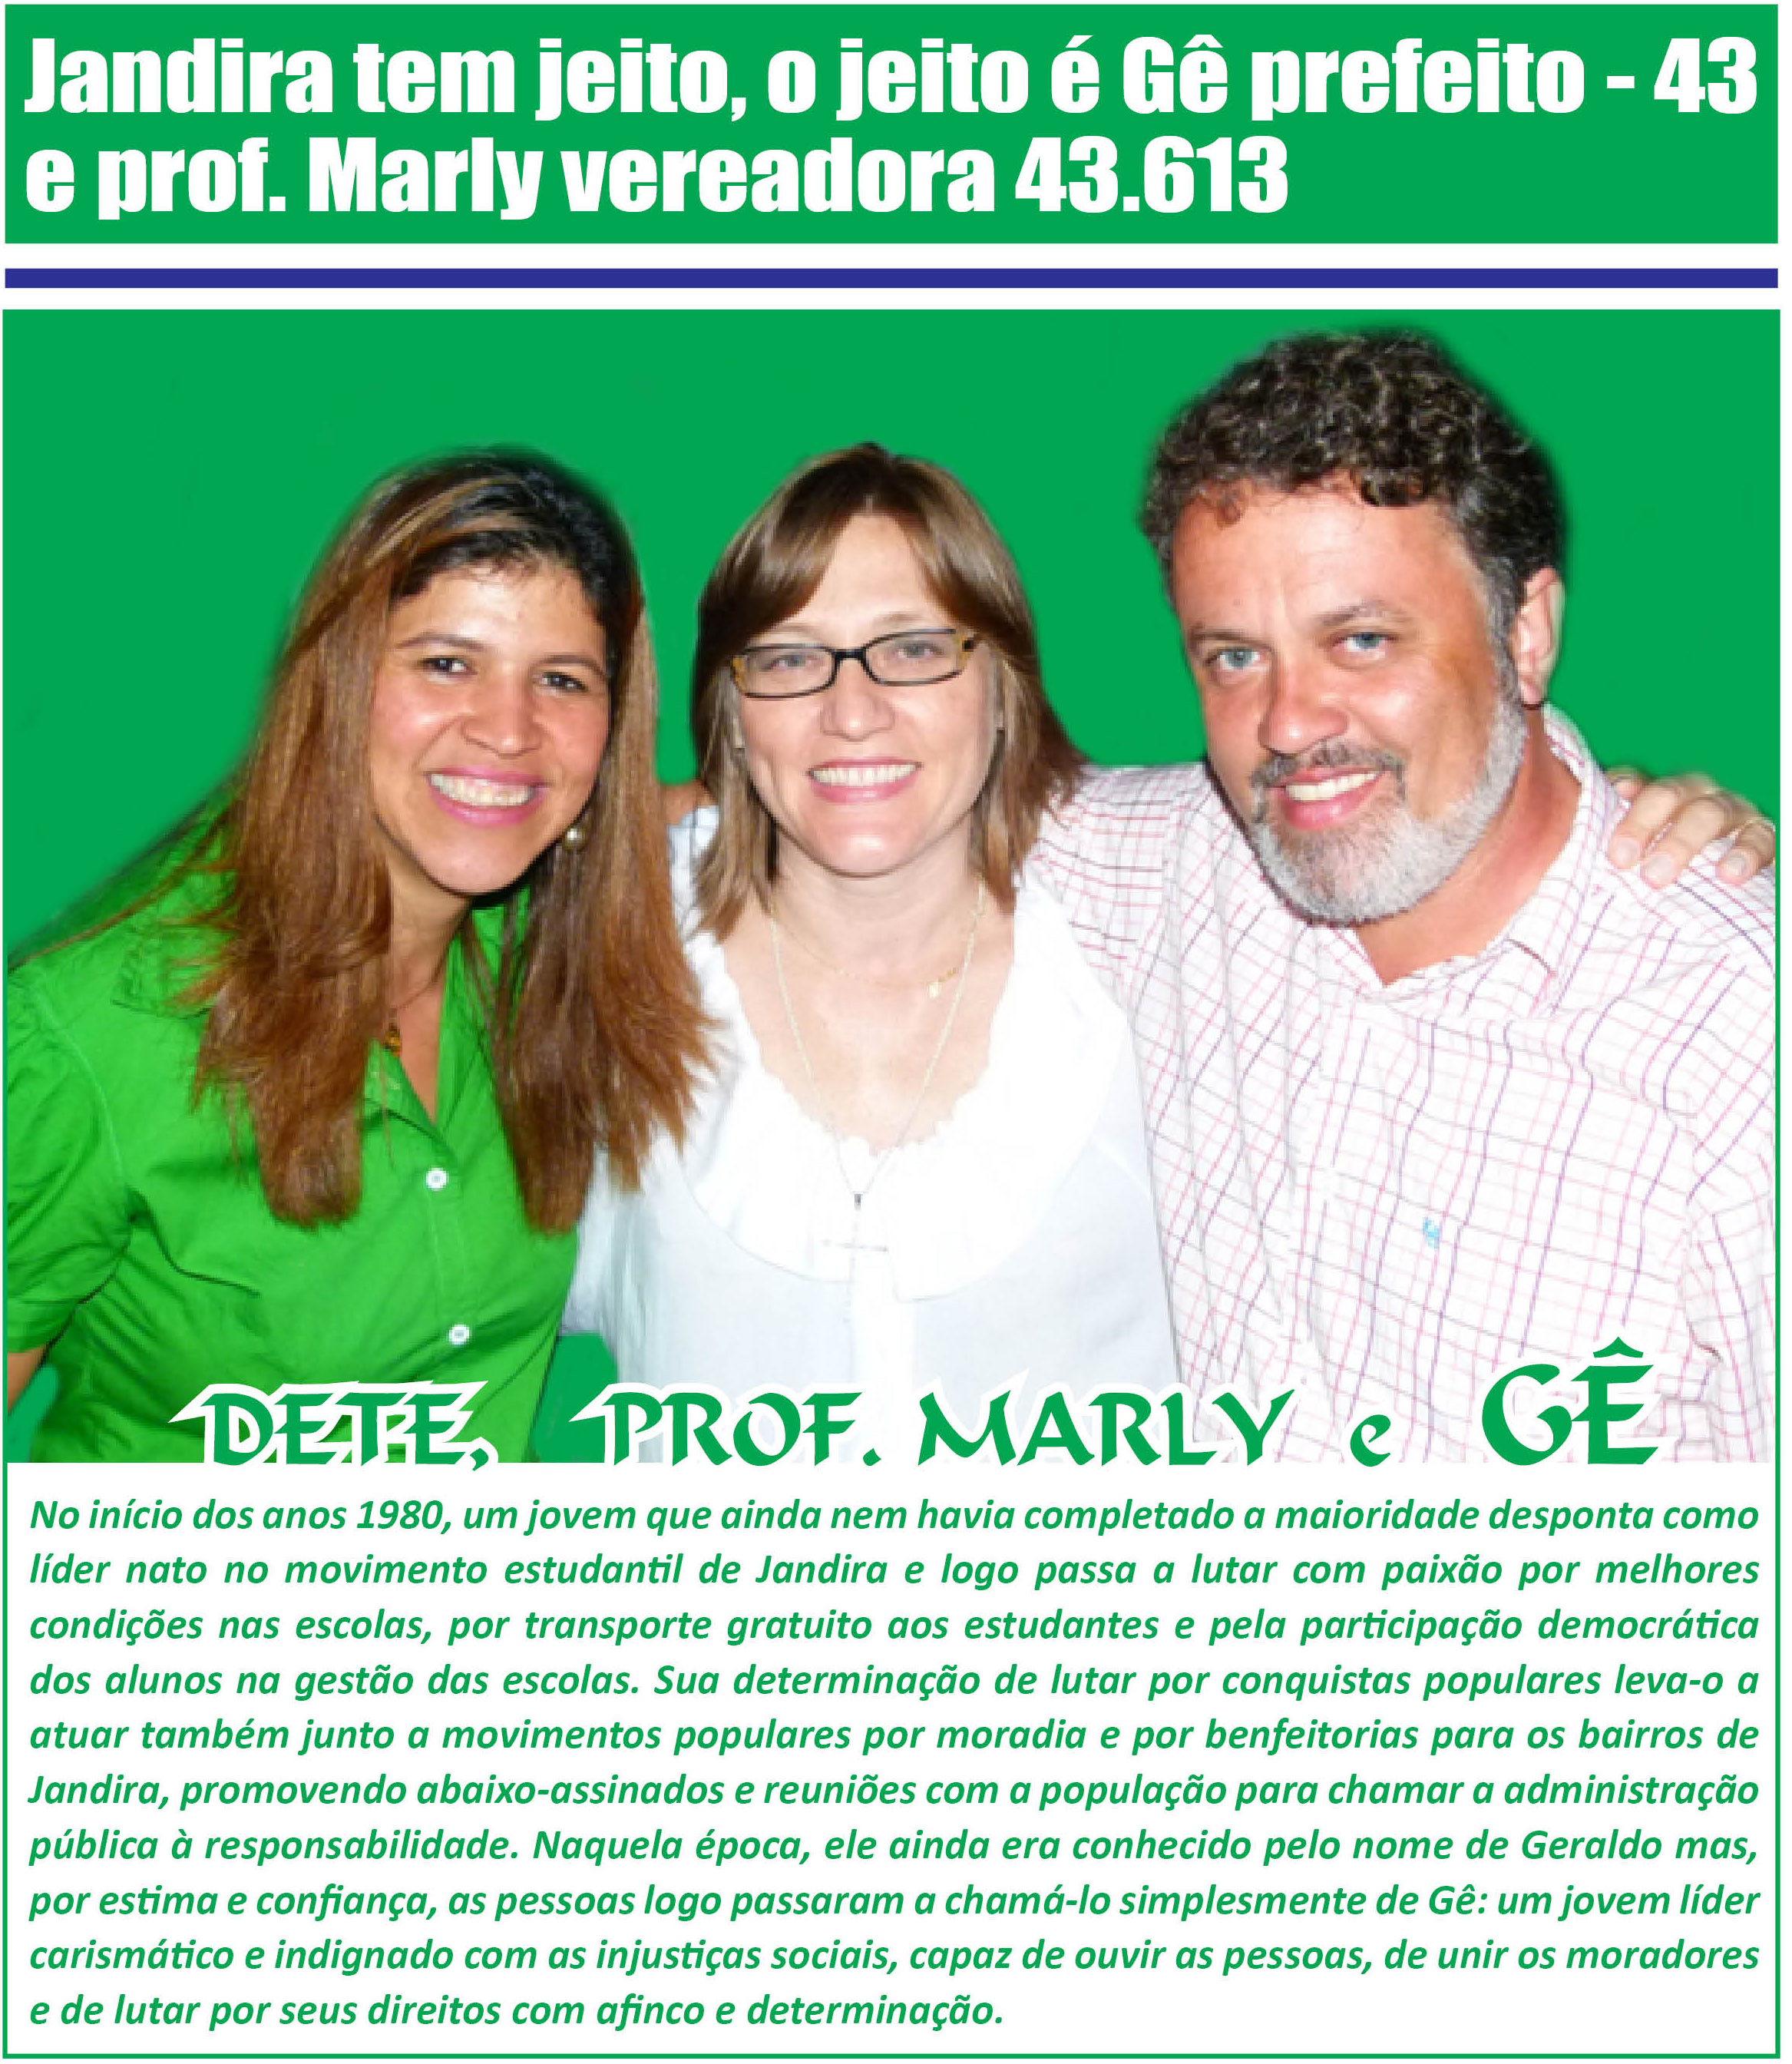 Jandira tem jeito, o jeito é Gê prefeito - 43
e prof. Marly vereadora 43.613
DETE, PROF. MARLY e GÊ
No início dos anos 1980, um jovem que ainda nem havia completado a maioridade desponta como
líder nato no movimento estudantil de Jandira e logo passa a lutar com paixão por melhores
condições nas escolas, por transporte gratuito aos estudantes e pela participação democrática
dos alunos na gestão das escolas. Sua determinação de lutar por conquistas populares leva-o a
atuar também junto a movimentos populares por moradia e por benfeitorias para os bairros de
Jandira, promovendo abaixo-assinados e reuniões com a população para chamar a administração
pública à responsabilidade. Naquela época, ele ainda era conhecido pelo nome de Geraldo mas,
por estima e confiança, as pessoas logo passaram a chamá-lo simplesmente de Gê: um jovem líder
carismático e indignado com as injustiças sociais, capaz de ouvir as pessoas, de unir os moradores
e de lutar por seus direitos com afinco e determinação.